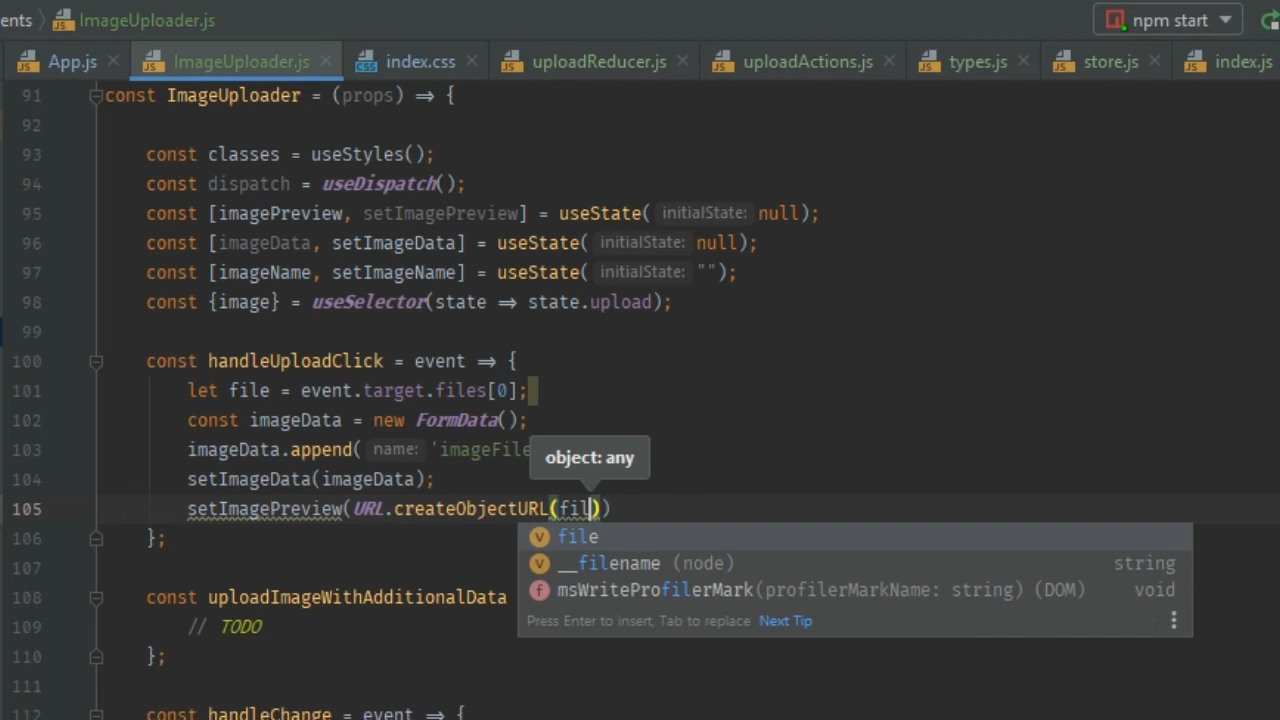 ents ImageUploader.js npm start
App.js ImageUploader.js index.css uploadReducer.js uploadActions.js types.js store.js index.js
91 const ImageUploader = (props) ⇒ {
92
93 const classes = useStyles();
94 const dispatch = useDispatch();
95 const [imagePreview, setImagePreview] = useState( initialState: null);
96 const [imageData, setImageData] = useState( initialState: null);
97 const [imageName, setImageName] = useState( initialState: "");
98 const {image} = useSelector(state ⇒ state.upload);
99
100 const handleUploadClick = event ⇒ {
101 let file = event.target.files[0];
102 const imageData = new FormData();
103 imageData.append( name: 'imageFile
object: any
104 setImageData(imageData);
105 setImagePreview(URL.createObjectURL(fil))
file
106 };
__filename (node) string
107
msWriteProfilerMark(profilerMarkName: string) (DOM) void
108 const uploadImageWithAdditionalData
Press Enter to insert, Tab to replace Next Tip
109 // TODO
110 };
111
112 const handleChange = event ⇒ {